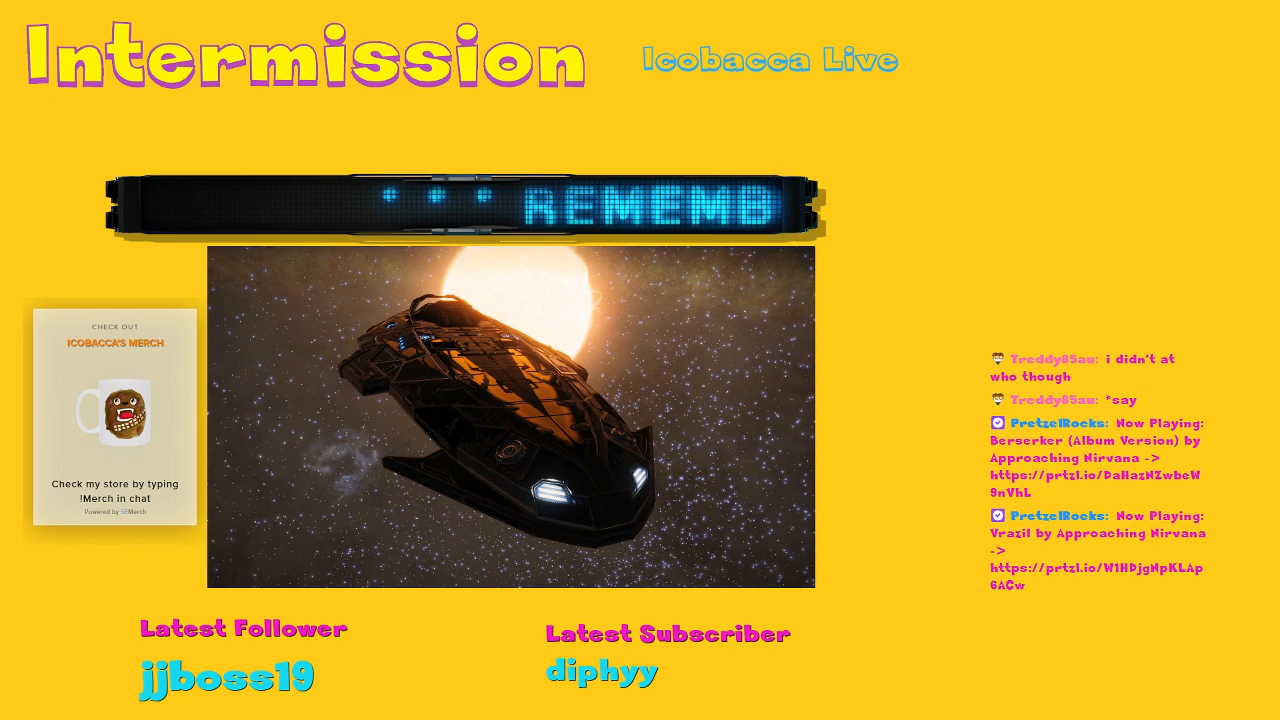 Intermission
Icobacca Live
• • • REMEMB
CHECK OUT
ICOBACCA'S MERCH
Check my store by typing
!Merch in chat
Powered by SEMerch
Treddy85au: i didn't at
who though
Treddy85au: *say
PretzelRocks: Now Playing:
Berserker (Album Version) by
Approaching Nirvana ->
https://prtzl.io/DaHazNZwbeW
9nVhL
PretzelRocks: Now Playing:
Vrazil by Approaching Nirvana
->
https://prtzl.io/W1HDjgNpKLAp
6ACw
Latest Follower
jjboss19
Latest Subscriber
diphyy